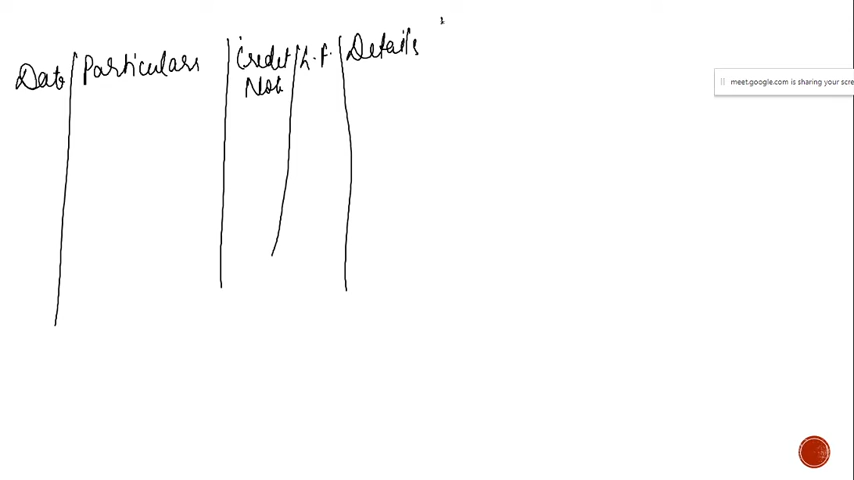 Date Particulars Credit L.F. Details
Note
meet.google.com is sharing your scre